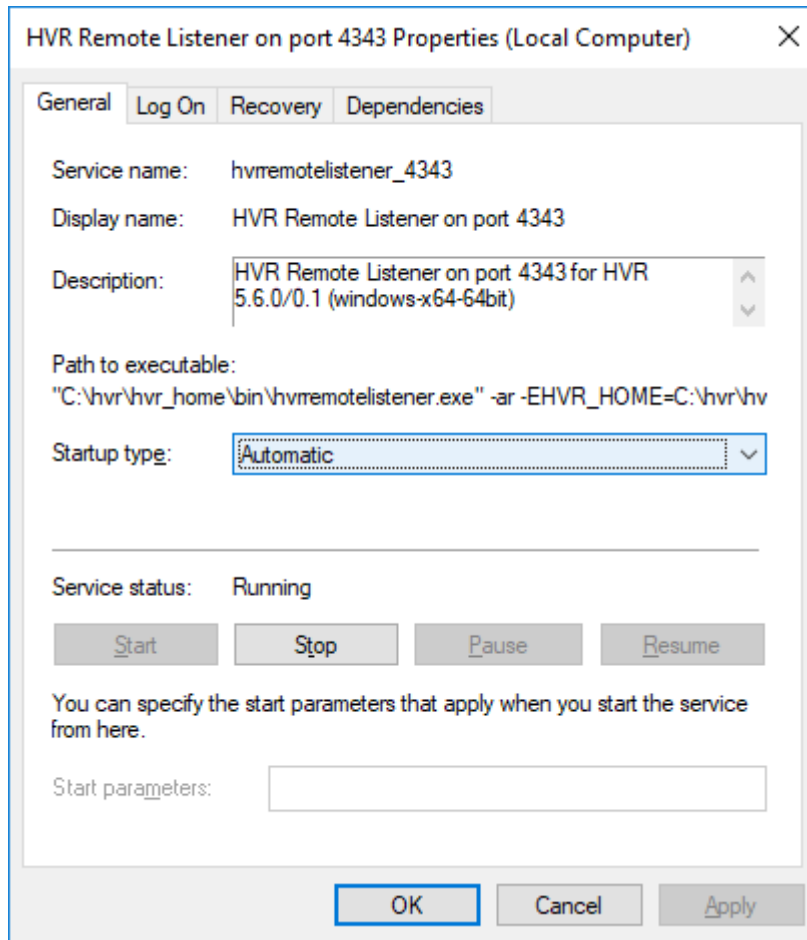 HVR Remote Listener on port 4343 Properties (Local Computer)
General Log On Recovery Dependencies
Service name: hvrremotelistener_4343
Display name: HVR Remote Listener on port 4343
Description: HVR Remote Listener on port 4343 for HVR
5.6.0/0.1 (windows-x64-64bit)
Path to executable:
"C:\hvr\hvr_home\bin\hvrremotelistener.exe" -ar -EHVR_HOME=C:\hvr\hv
Startup type: Automatic
Service status: Running
Start Stop Pause Resume
You can specify the start parameters that apply when you start the service
from here.
Start parameters:
OK Cancel Apply